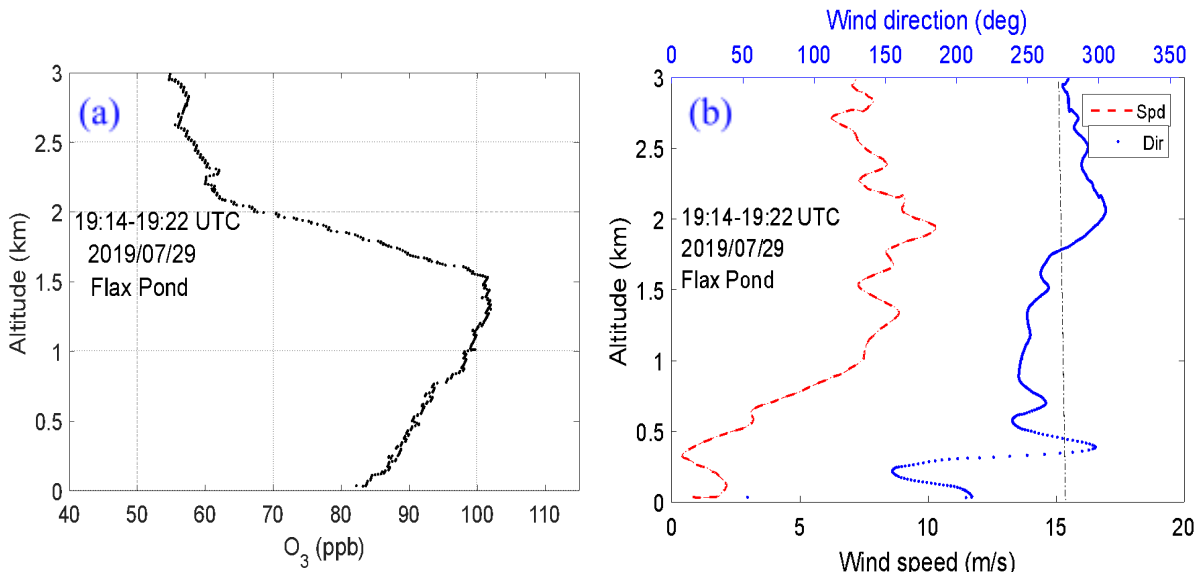 (a)
3
2.5
2
1.5
1
0.5
0
Altitude (km)
19:14-19:22 UTC
2019/07/29
Flax Pond
40 50 60 70 80 90 100 110
O3 (ppb)
Wind direction (deg)
0 50 100 150 200 250 300 350
(b)
Spd
Dir
3
2.5
2
1.5
1
0.5
0
Altitude (km)
19:14-19:22 UTC
2019/07/29
Flax Pond
0 5 10 15 20
Wind speed (m/s)